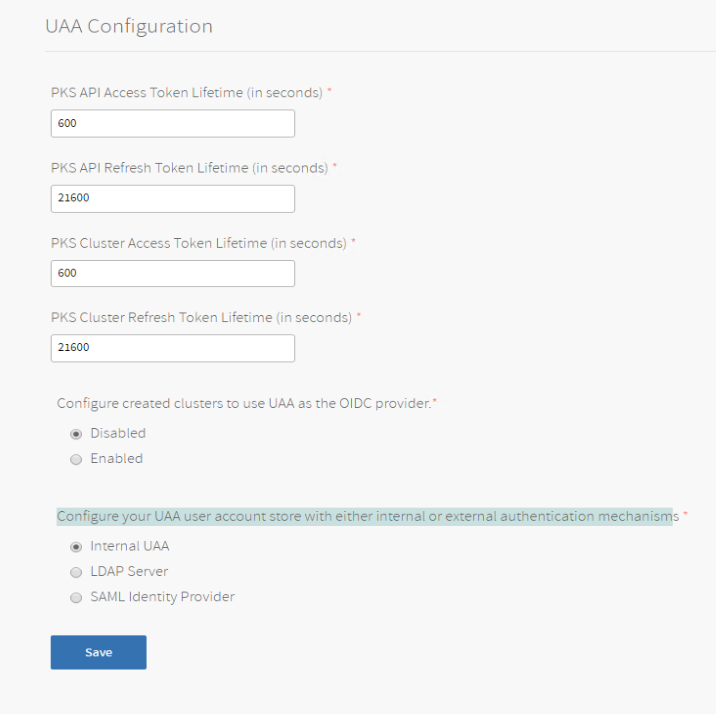 UAA Configuration
PKS API Access Token Lifetime (in seconds) *
600
PKS API Refresh Token Lifetime (in seconds) *
21600
PKS Cluster Access Token Lifetime (in seconds) *
600
PKS Cluster Refresh Token Lifetime (in seconds) *
21600
Configure created clusters to use UAA as the OIDC provider.*
Disabled
Enabled
Configure your UAA user account store with either internal or external authentication mechanisms *
Internal UAA
LDAP Server
SAML Identity Provider
Save